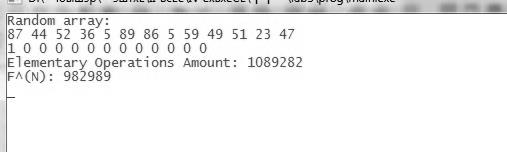 Random array:
87 44 52 36 5 89 86 5 59 49 51 23 47
1 0 0 0 0 0 0 0 0 0 0 0 0
Elementary Operations Amount: 1089282
F^(N): 982989